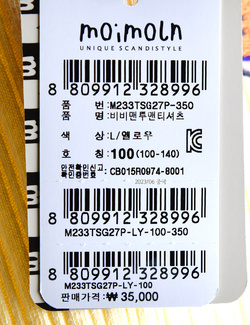 moimoln
UNIQUE SCANDISTYLE
8 809912 328996
품 번:M233TSG27P-350
품 명:비비맨투맨티셔츠
색 상:L/옐로우
호 칭:100(100-140)
안전확인신고
확인증번호 : CB015R0974-8001
8 809912 328996
M233TSG27P-LY-100-350
8 809912 328996
M233TSG27P-LY-100
판매가격:₩ 35,000